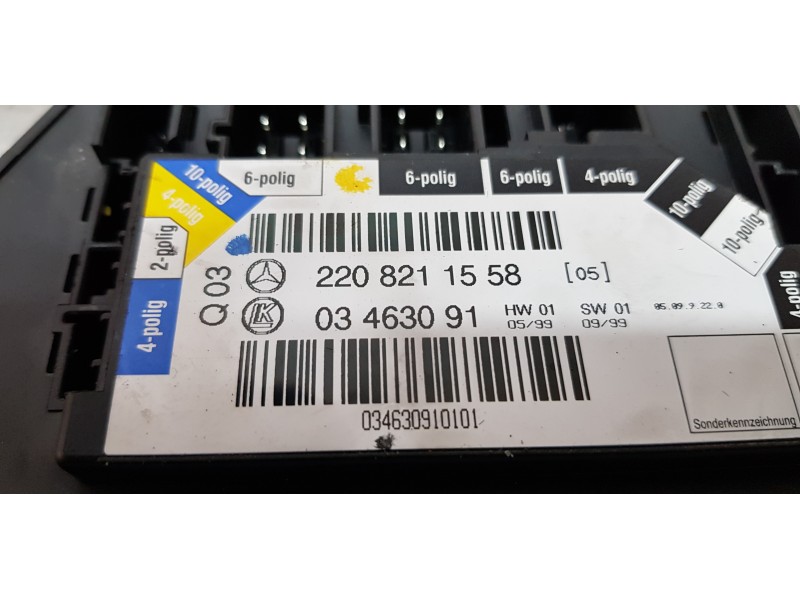 10-polig
6-polig
6-polig
6-polig
4-polig
10-polig
10-polig
4-polig
2-polig
4-polig
Q 03
220 821 15 58 [05]
LK
03 4630 91
HW 01
05/99
SW 01
09/99
05.09.9.22.0
034630910101
Sonderkennzeichnung
4-polig